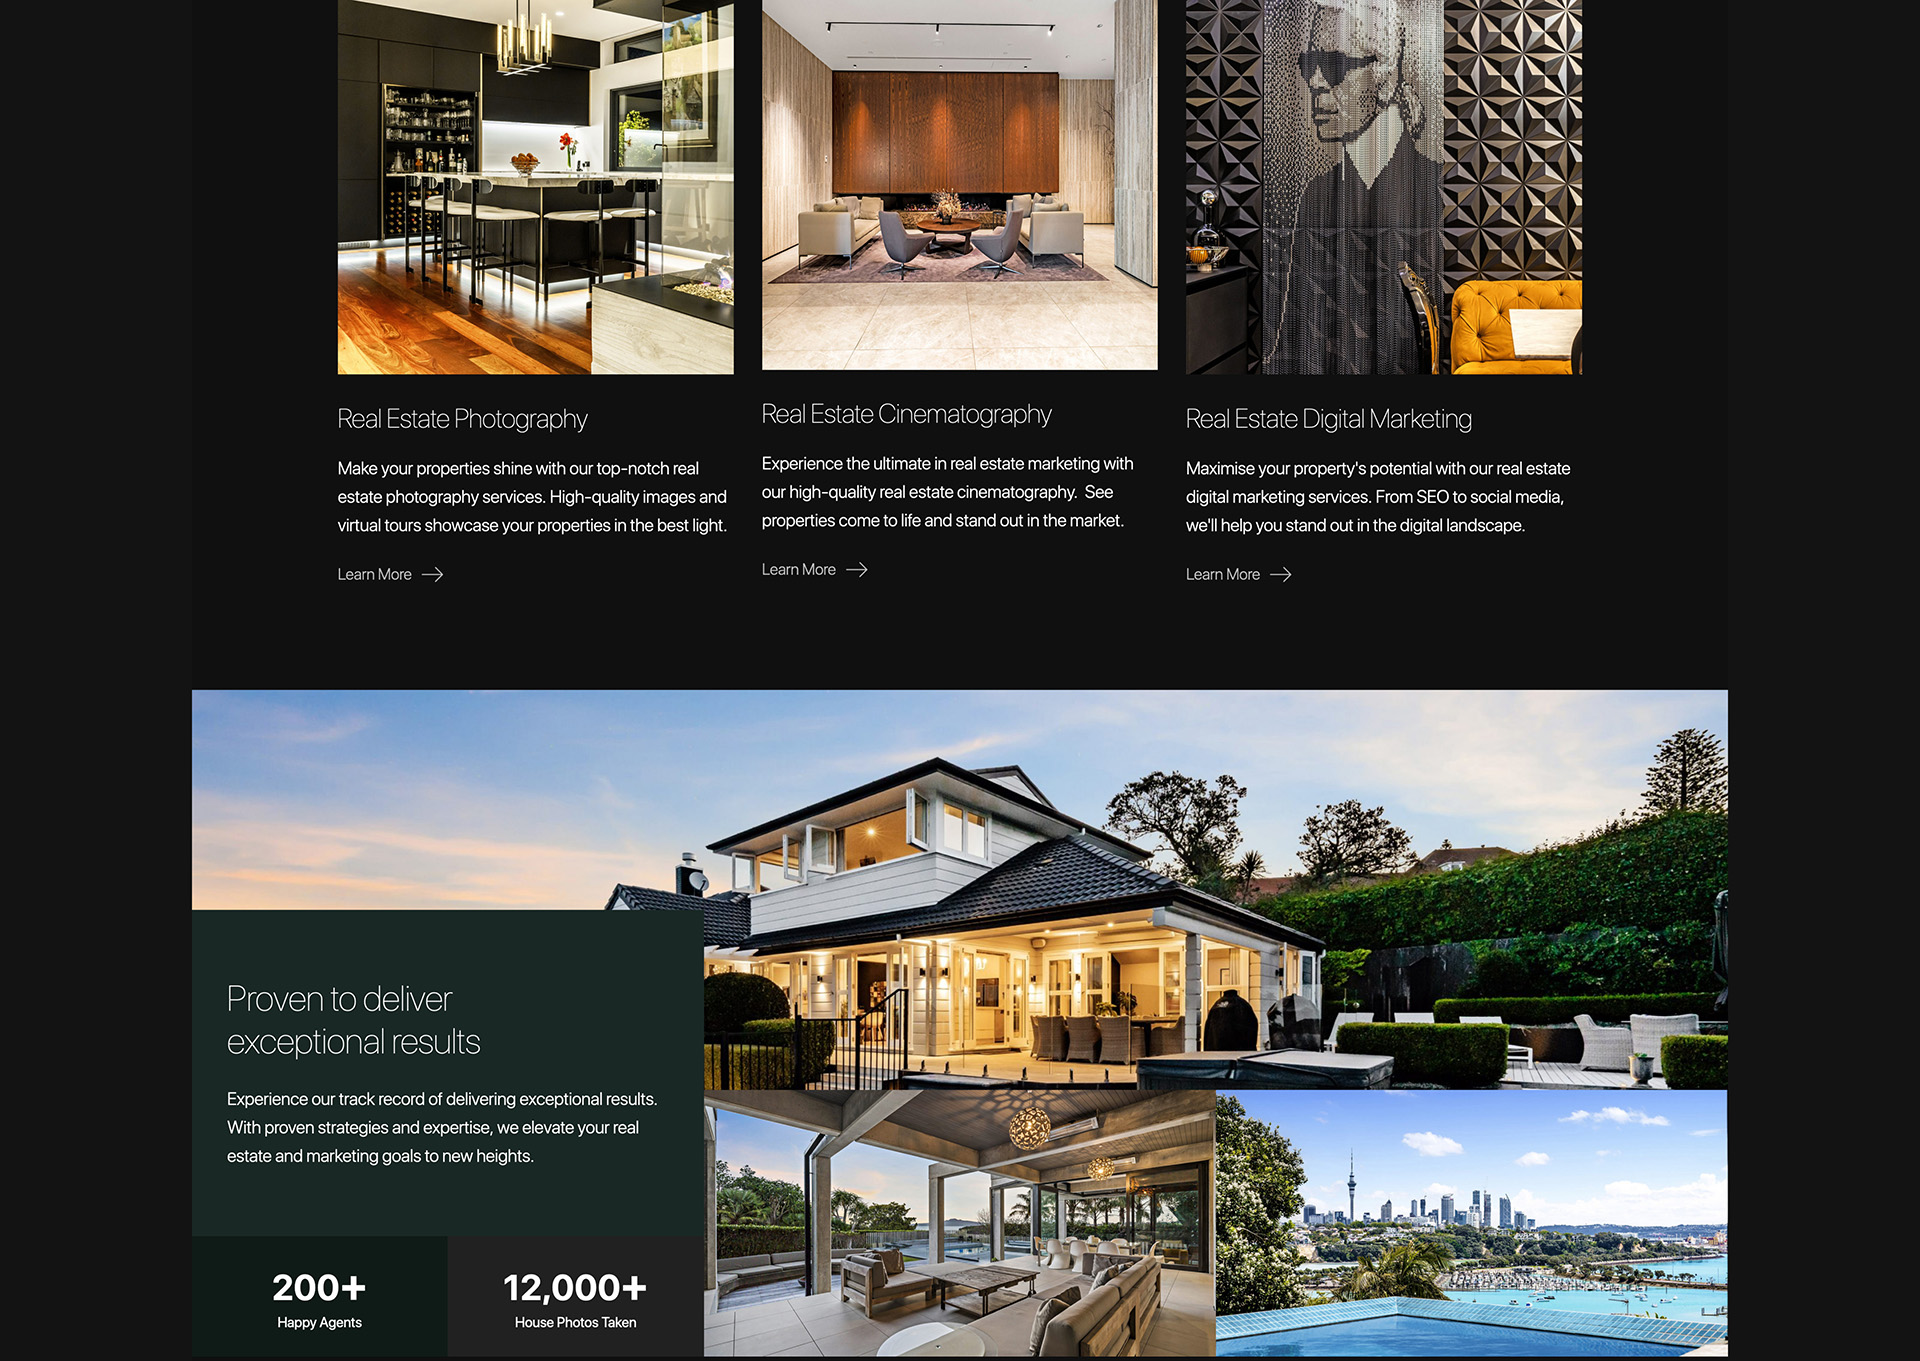 Real Estate Photography
Make your properties shine with our top-notch real
estate photography services. High-quality images and
virtual tours showcase your properties in the best light.
Learn More
Real Estate Cinematography
Experience the ultimate in real estate marketing with
our high-quality real estate cinematography.  See
properties come to life and stand out in the market.
Learn More
Real Estate Digital Marketing
Maximise your property's potential with our real estate
digital marketing services. From SEO to social media,
we'll help you stand out in the digital landscape.
Learn More
Proven to deliver
exceptional results
Experience our track record of delivering exceptional results.
With proven strategies and expertise, we elevate your real
estate and marketing goals to new heights.
200+
Happy Agents
12,000+
House Photos Taken